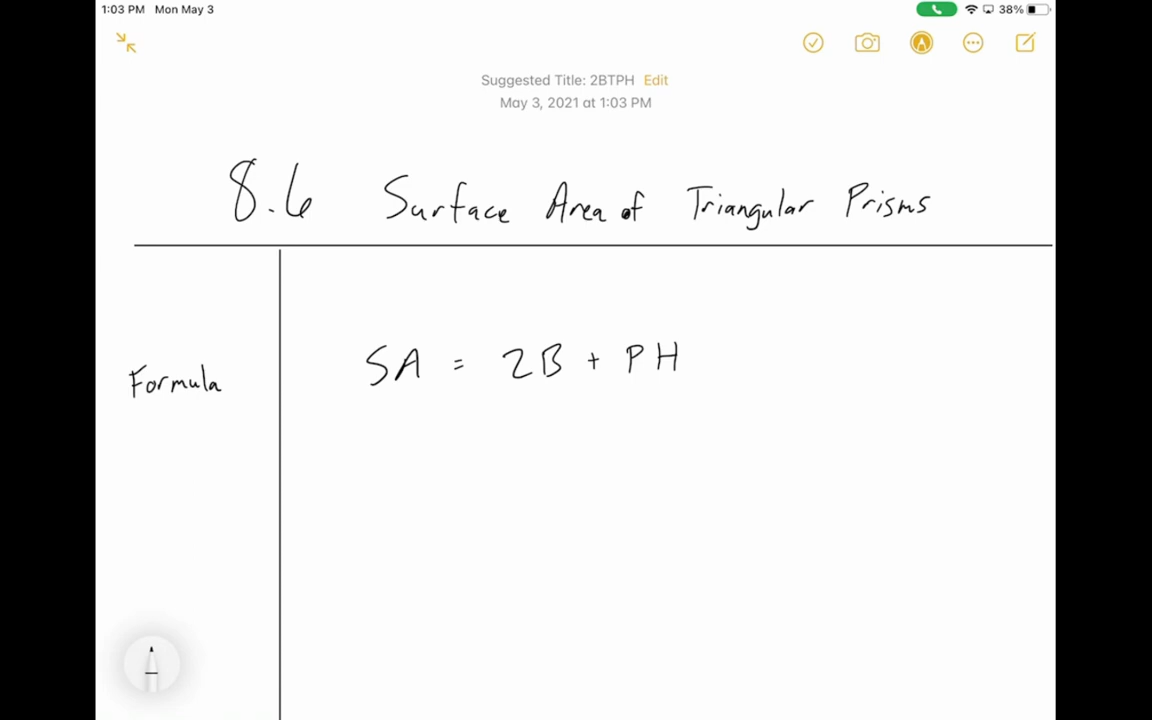 1:03 PM Mon May 3
38%
Suggested Title: 2BTPH Edit
May 3, 2021 at 1:03 PM
8.6 Surface Area of Triangular Prisms
Formula
SA = 2B + PH